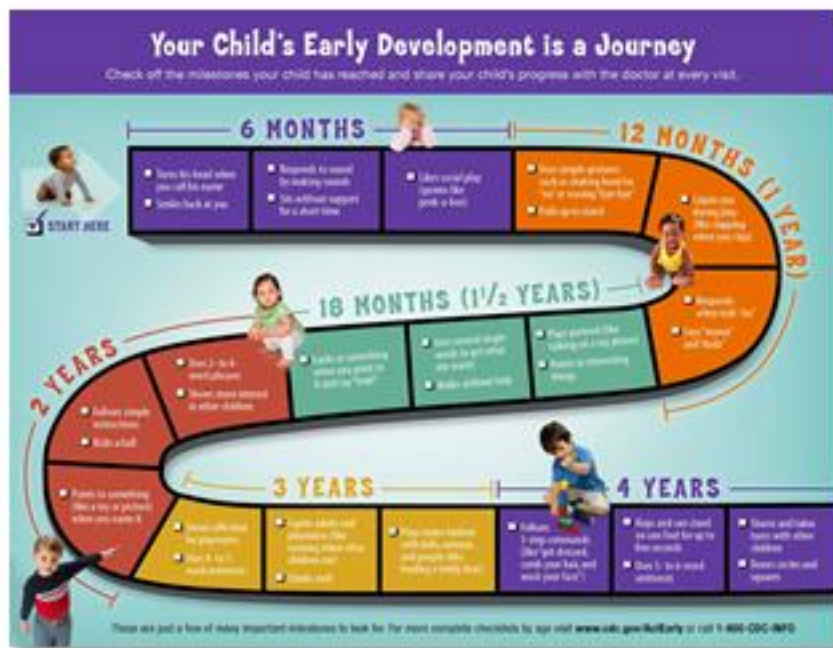 Your Child's Early Development is a Journey
Check off the milestones your child has reached and share your child's progress with the doctor at every visit.
6 MONTHS
12 MONTHS (1 YEAR)
START HERE
Turns his head when
you call his name
Smiles back at you
Responds to sound
by making sounds
Sits without support
for a short time
Likes social play
(games like
peek-a-boo)
Uses simple gestures
such as shaking head for
"no" or waving "bye-bye"
Pulls up to stand
Copies you
during play
(like clapping
when you clap)
Responds
when told "no"
Says "mama"
and "dada"
18 MONTHS (1 1/2 YEARS)
Looks at something
when you point to
it and say "look!"
Uses several single
words to get what
she wants
Walks without help
Plays pretend (like
talking on a toy phone)
Points to interesting
things
2 YEARS
Uses 2- to 4-
word phrases
Shows more interest
in other children
Follows simple
instructions
Kicks a ball
Points to something
(like a toy or picture)
when you name it
3 YEARS
4 YEARS
Shows affection
for playmates
Uses 4- to 5-
word sentences
Copies adults and
playmates (like
running when other
children run)
Climbs well
Plays make-believe
with dolls, animals,
and people (like
feeding a teddy bear)
Follows
3-step commands
(like "get dressed,
comb your hair, and
wash your face")
Hops and can stand
on one foot for up to
five seconds
Uses 5- to 6-word
sentences
Shares and takes
turns with other
children
Draws circles and
squares
These are just a few of many important milestones to look for. For more complete checklists by age visit www.cdc.gov/ActEarly or call 1-800-CDC-INFO